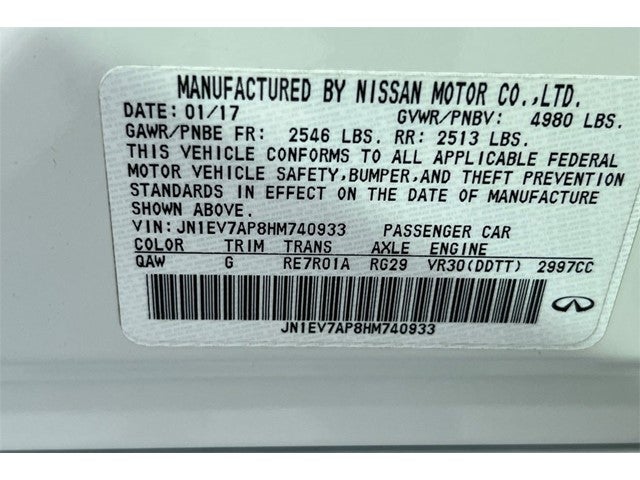 MANUFACTURED BY NISSAN MOTOR CO.,LTD.
DATE: 01/17 GVWR/PNBV: 4980 LBS.
GAWR/PNBE FR: 2546 LBS. RR: 2513 LBS.
THIS VEHICLE CONFORMS TO ALL APPLICABLE FEDERAL
MOTOR VEHICLE SAFETY, BUMPER, AND THEFT PREVENTION
STANDARDS IN EFFECT ON THE DATE OF MANUFACTURE
SHOWN ABOVE.
VIN: JN1EV7AP8HM740933 PASSENGER CAR
COLOR TRIM TRANS AXLE ENGINE
QAW G RE7R01A RG29 VR30(DDTT) 2997CC
JN1EV7AP8HM740933